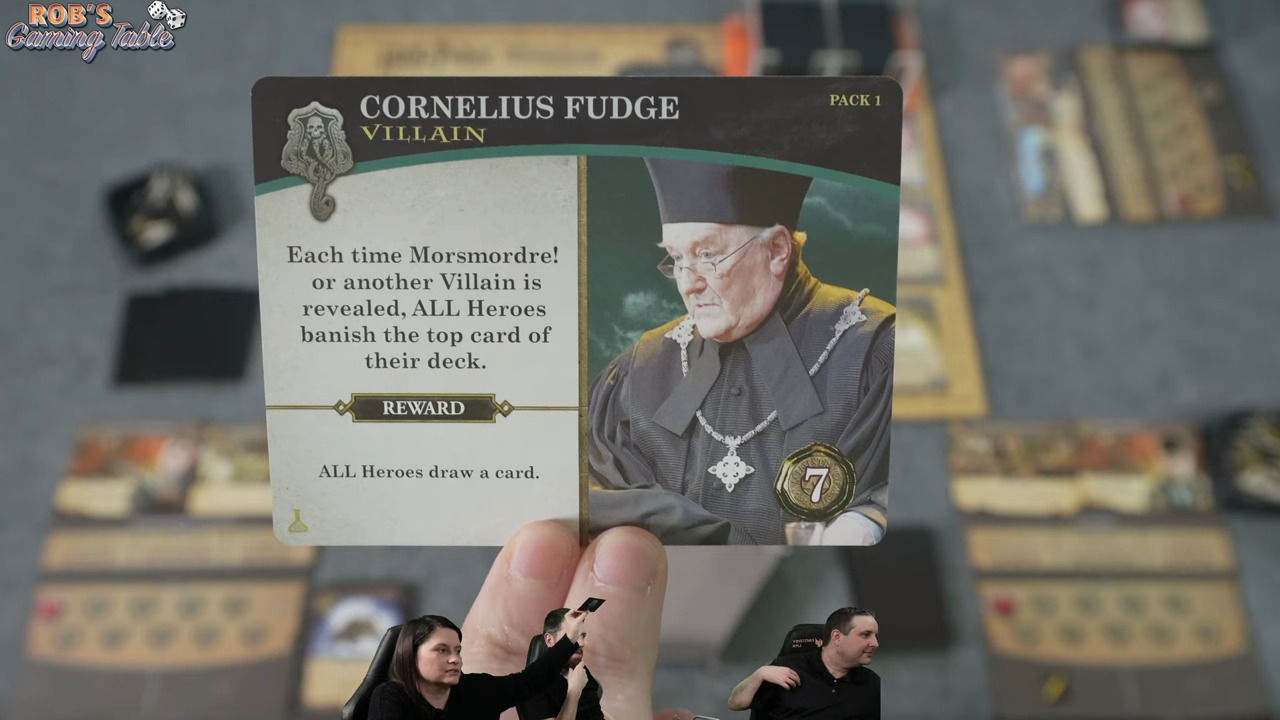 ROB'S
Gaming Table
CORNELIUS FUDGE
VILLAIN
PACK 1
Each time Morsmordre!
or another Villain is
revealed, ALL Heroes
banish the top card of
their deck.
REWARD
ALL Heroes draw a card.
7